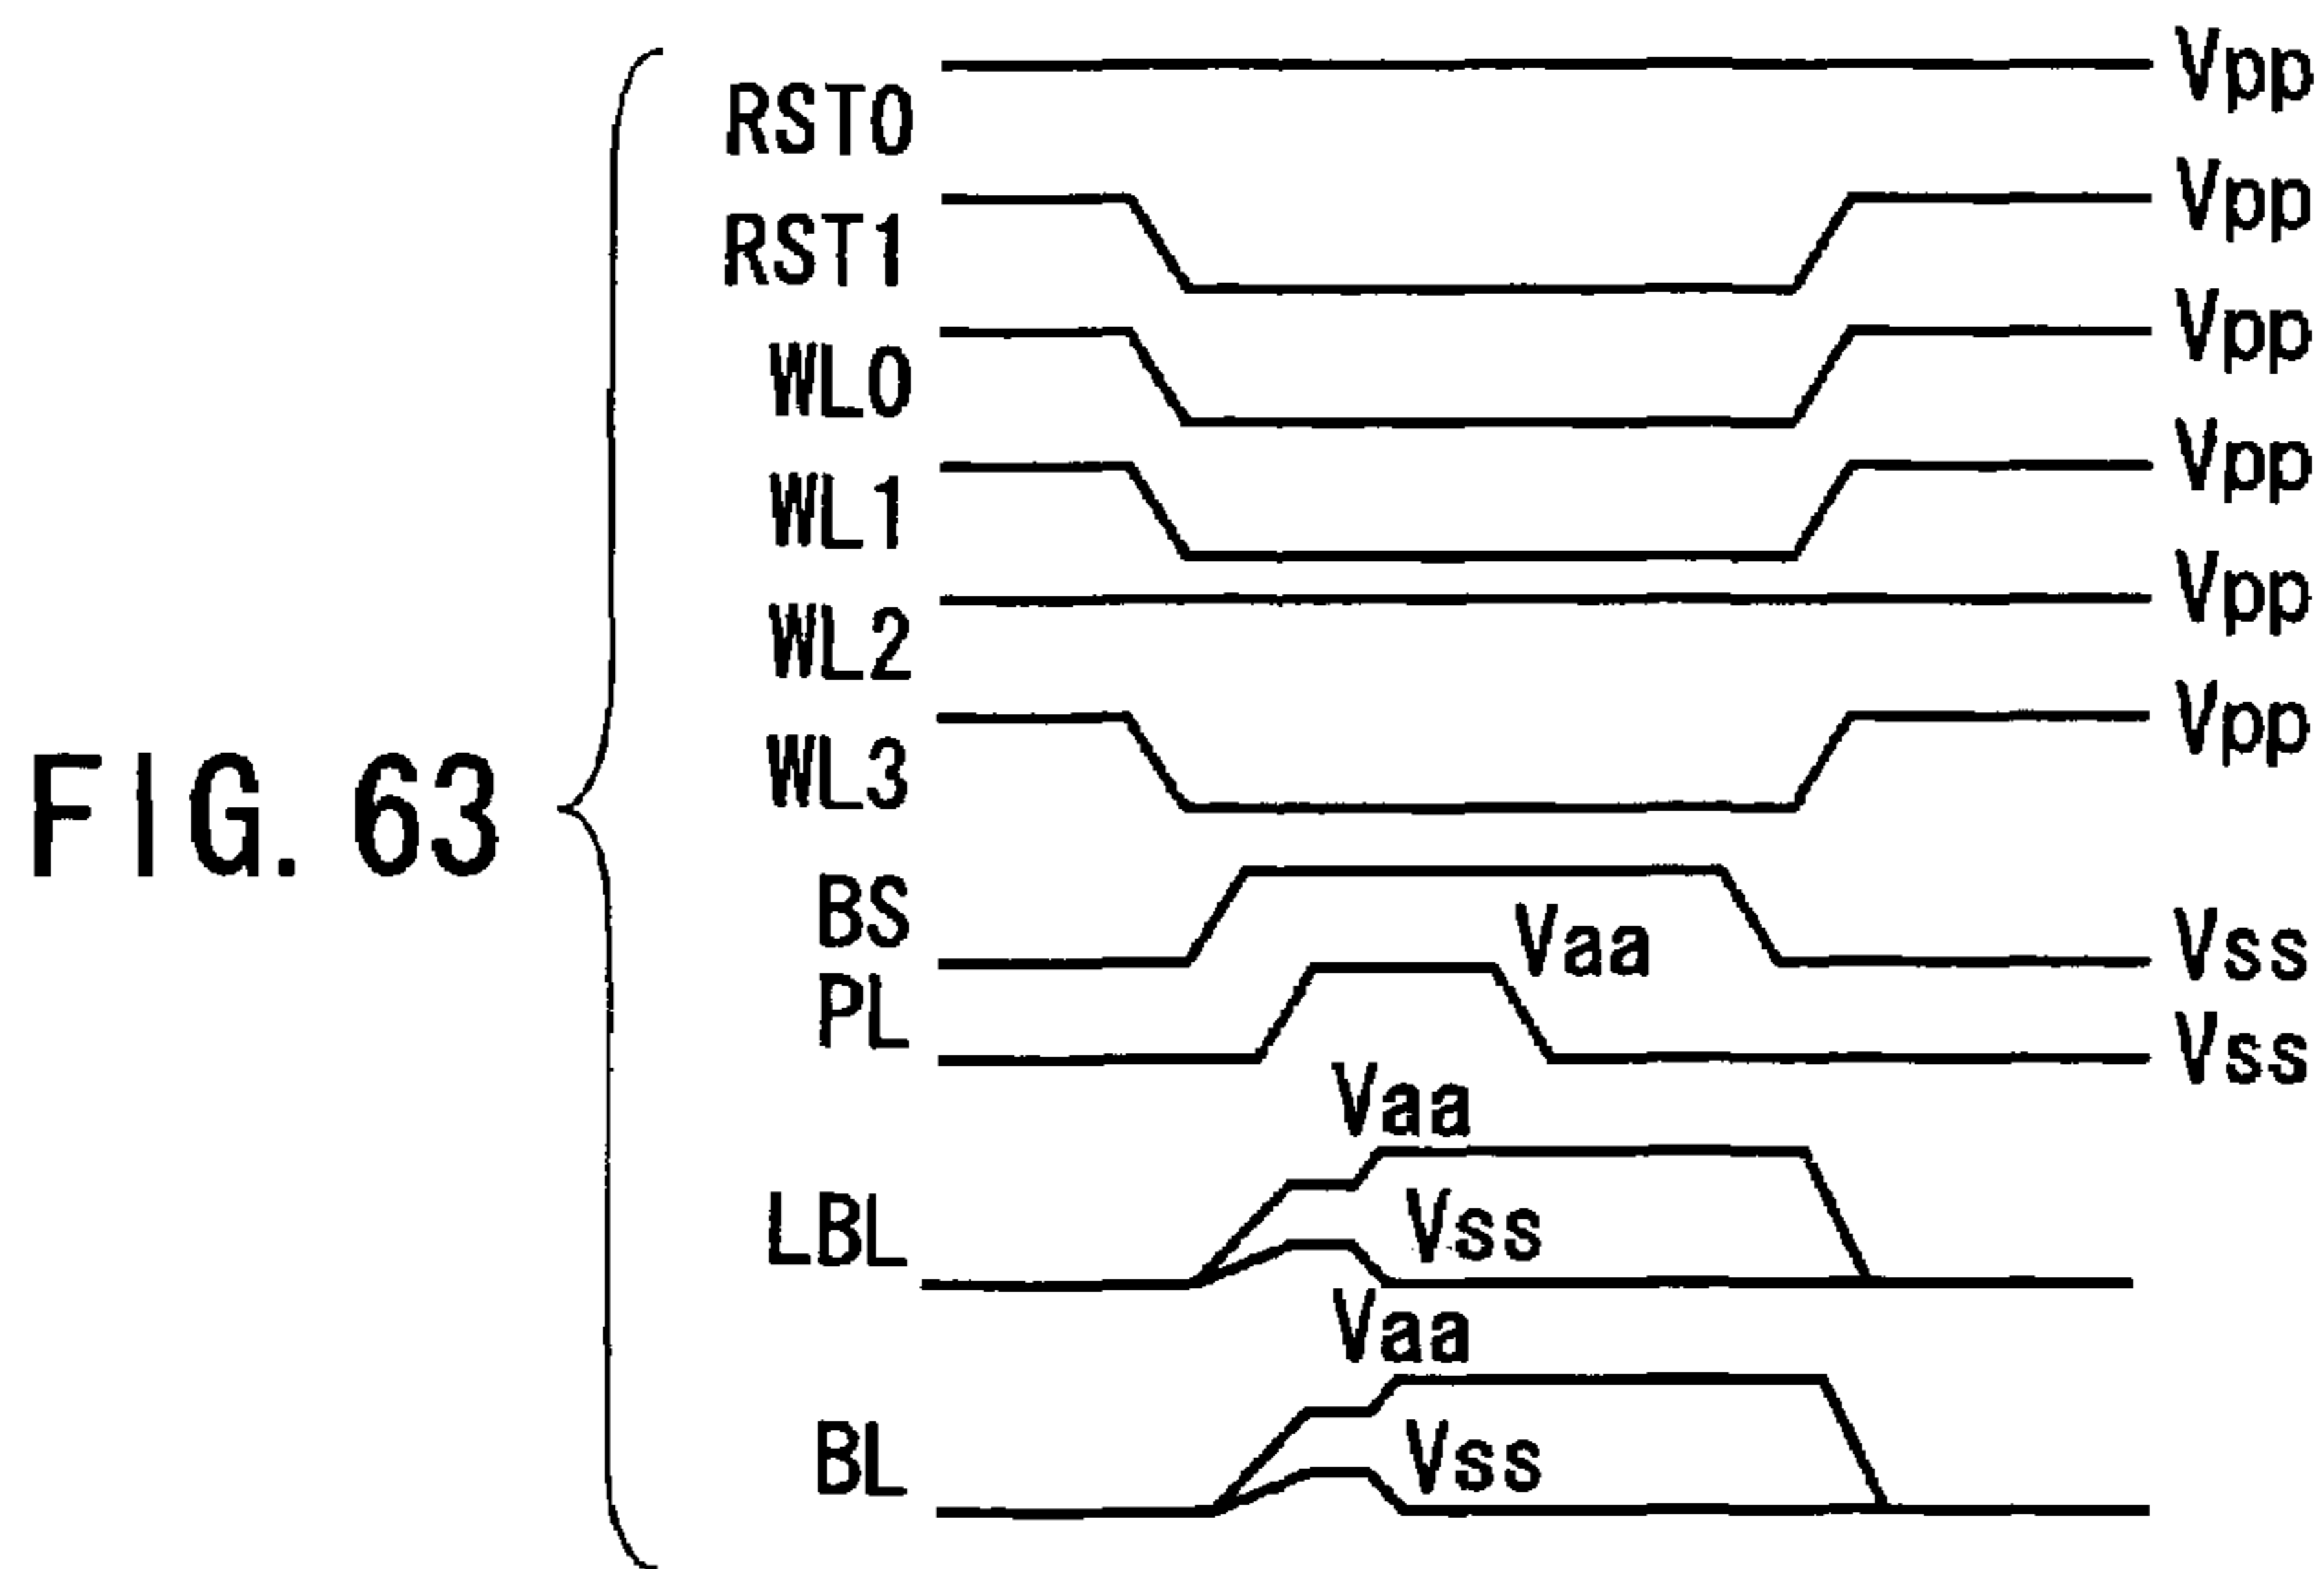 FIG. 63
RST0 Vpp
RST1 Vpp
WL0 Vpp
WL1 Vpp
WL2 Vpp
WL3 Vpp
BS Vaa Vss
PL Vss
Vaa
LBL Vss
Vaa
BL Vss